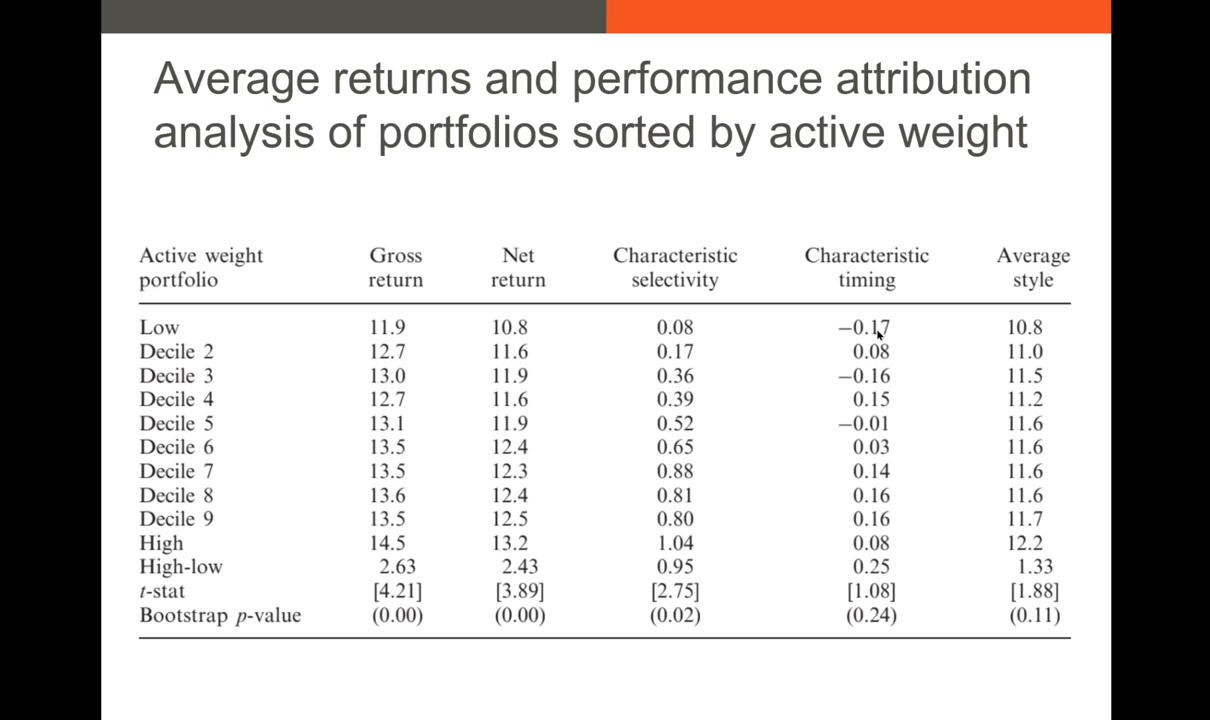 Average returns and performance attribution
analysis of portfolios sorted by active weight
Active weight Gross Net Characteristic Characteristic Average
portfolio return return selectivity timing style
Low 11.9 10.8 0.08 −0.17 10.8
Decile 2 12.7 11.6 0.17 0.08 11.0
Decile 3 13.0 11.9 0.36 −0.16 11.5
Decile 4 12.7 11.6 0.39 0.15 11.2
Decile 5 13.1 11.9 0.52 −0.01 11.6
Decile 6 13.5 12.4 0.65 0.03 11.6
Decile 7 13.5 12.3 0.88 0.14 11.6
Decile 8 13.6 12.4 0.81 0.16 11.6
Decile 9 13.5 12.5 0.80 0.16 11.7
High 14.5 13.2 1.04 0.08 12.2
High-low 2.63 2.43 0.95 0.25 1.33
t-stat [4.21] [3.89] [2.75] [1.08] [1.88]
Bootstrap p-value (0.00) (0.00) (0.02) (0.24) (0.11)